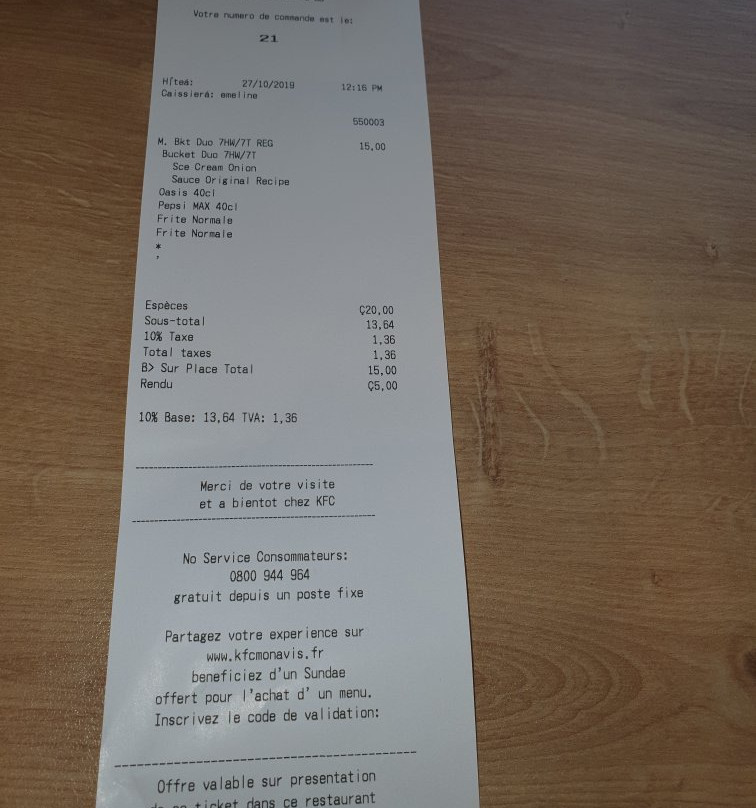 Votre numero de commande est le:
21
Hftea: 27/10/2019 12:16 PM
Caissierá: emeline
550003
M. Bkt Duo 7HW/7T REG 15,00
Bucket Duo 7HW/7T
Sce Cream Onion
Sauce Original Recipe
Oasis 40cl
Pepsi MAX 40cl
Frite Normale
Frite Normale
*
,
Espèces Ç20,00
Sous-total 13,64
10% Taxe 1,36
Total taxes 1,36
B> Sur Place Total 15,00
Rendu Ç5,00
10% Base: 13,64 TVA: 1,36
Merci de votre visite
et a bientot chez KFC
No Service Consommateurs:
0800 944 964
gratuit depuis un poste fixe
Partagez votre experience sur
www.kfcmonavis.fr
beneficiez d'un Sundae
offert pour l'achat d' un menu.
Inscrivez le code de validation:
Offre valable sur presentation
ticket dans ce restaurant